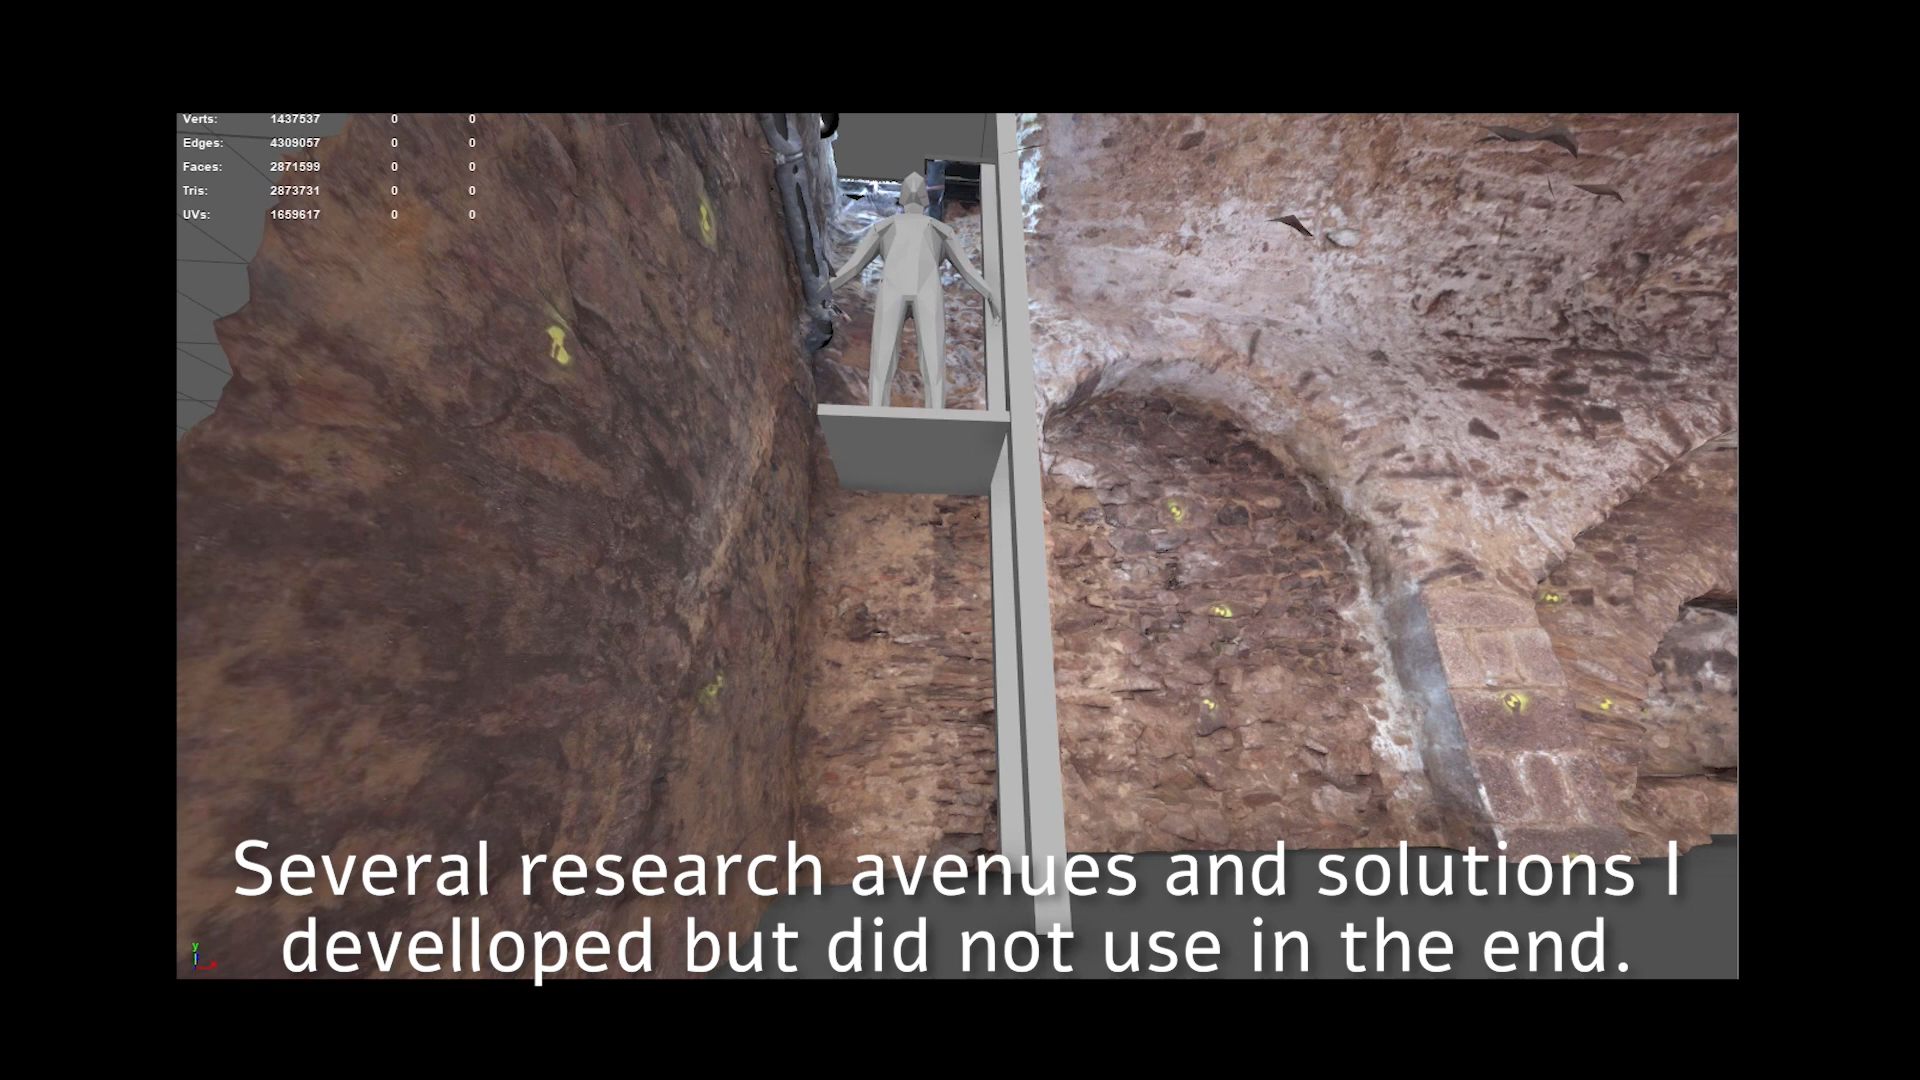 Verts: 1437537 0 0
Edges: 4309057 0 0
Faces: 2871599 0 0
Tris: 2873731 0 0
UVs: 1659617 0 0
Several research avenues and solutions I
develloped but did not use in the end.
y